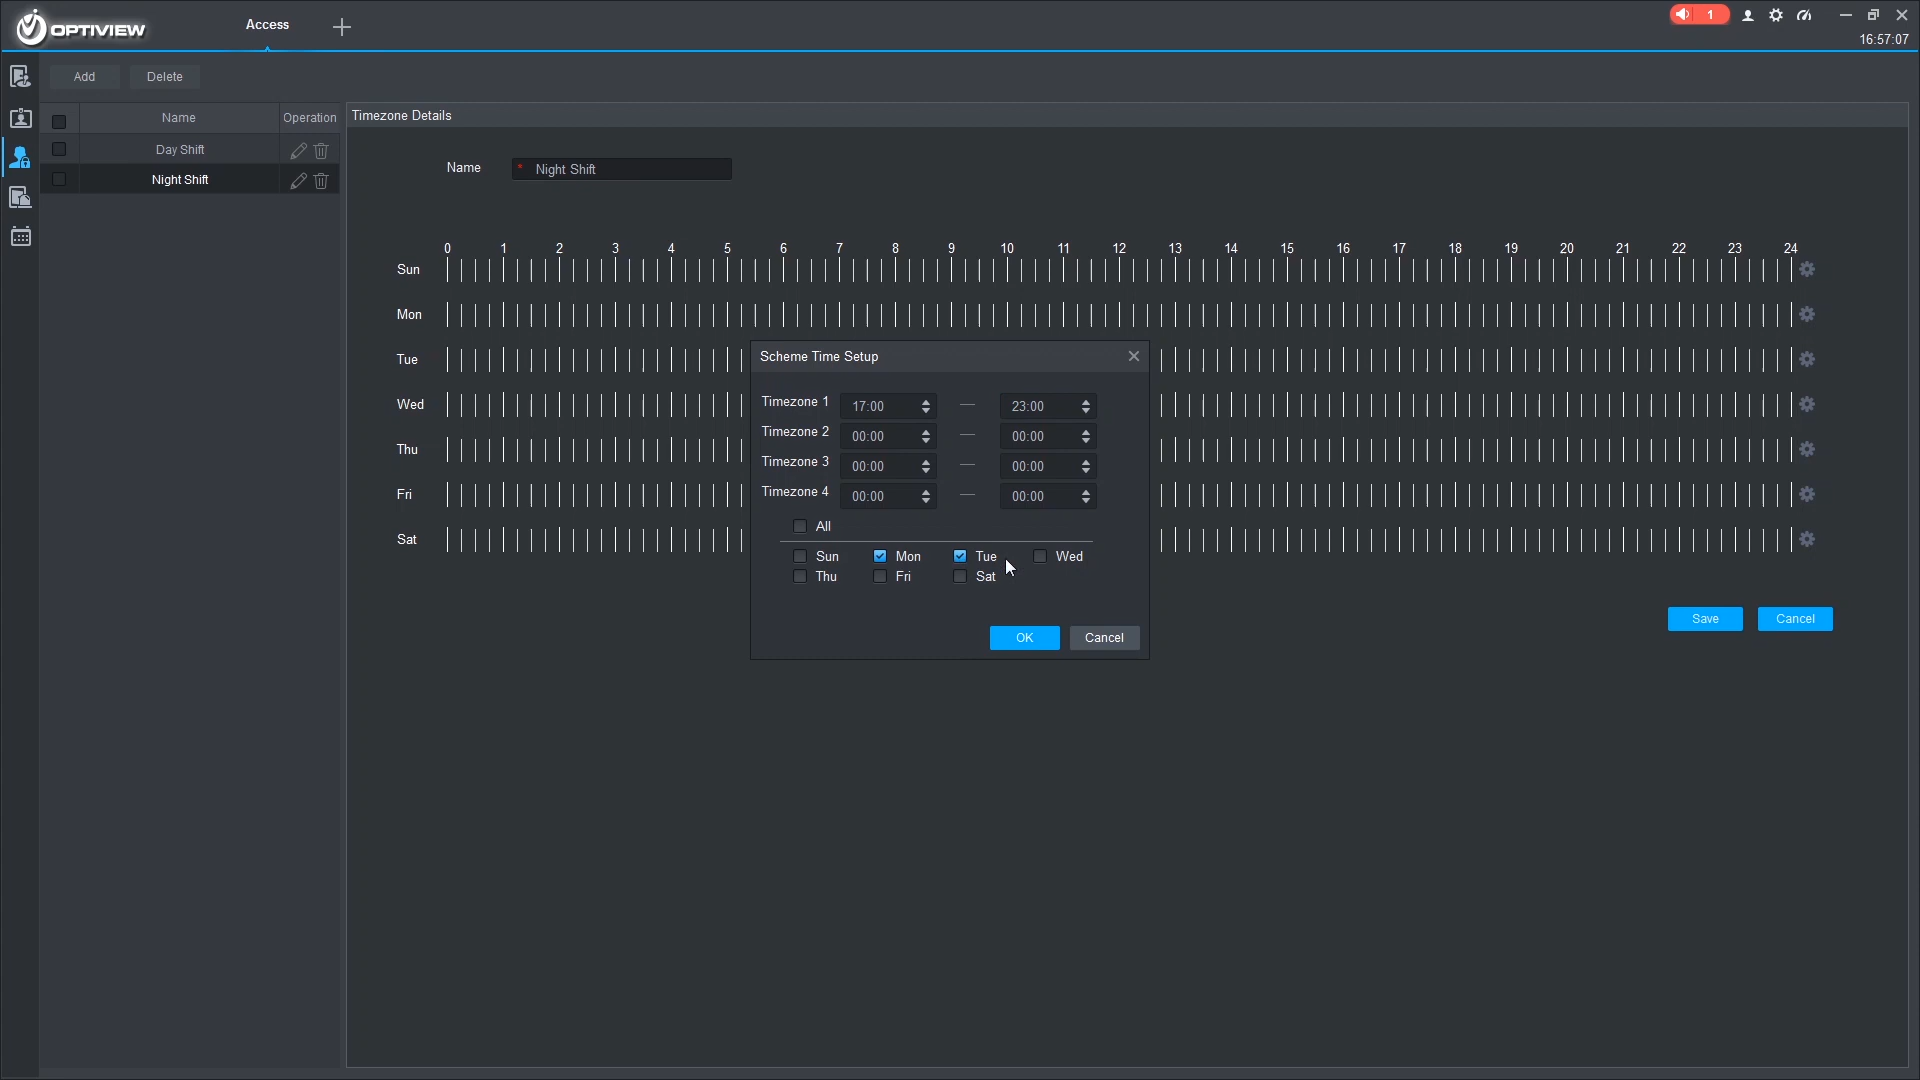 OPTIVIEW
Access
1
16:57:07
Add Delete
Name Operation
Day Shift
Night Shift
Timezone Details
Name * Night Shift
0 1 2 3 4 5 6 7 8 9 10 11 12 13 14 15 16 17 18 19 20 21 22 23 24
Sun
Mon
Tue
Wed
Thu
Fri
Sat
Scheme Time Setup
Timezone 1 17:00 — 23:00
Timezone 2 00:00 — 00:00
Timezone 3 00:00 — 00:00
Timezone 4 00:00 — 00:00
All
Sun Mon Tue Wed
Thu Fri Sat
OK Cancel
Save Cancel